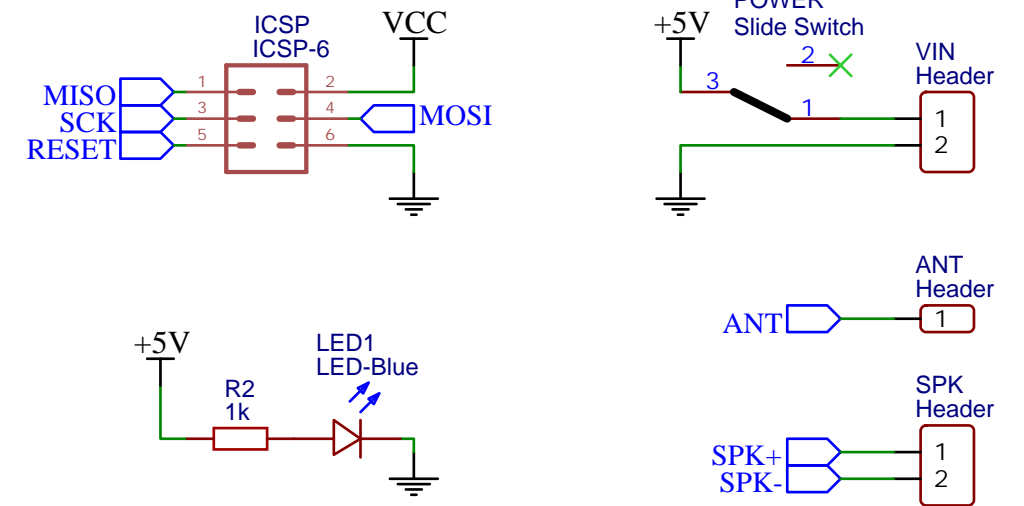 ICSP
ICSP-6
VCC
MISO
SCK
RESET
1
3
5
2
4
6
MOSI
POWER
Slide Switch
+5V
2
3
1
VIN
Header
1
2
+5V
R2
1k
LED1
LED-Blue
ANT
Header
ANT
1
SPK
Header
SPK+
SPK-
1
2